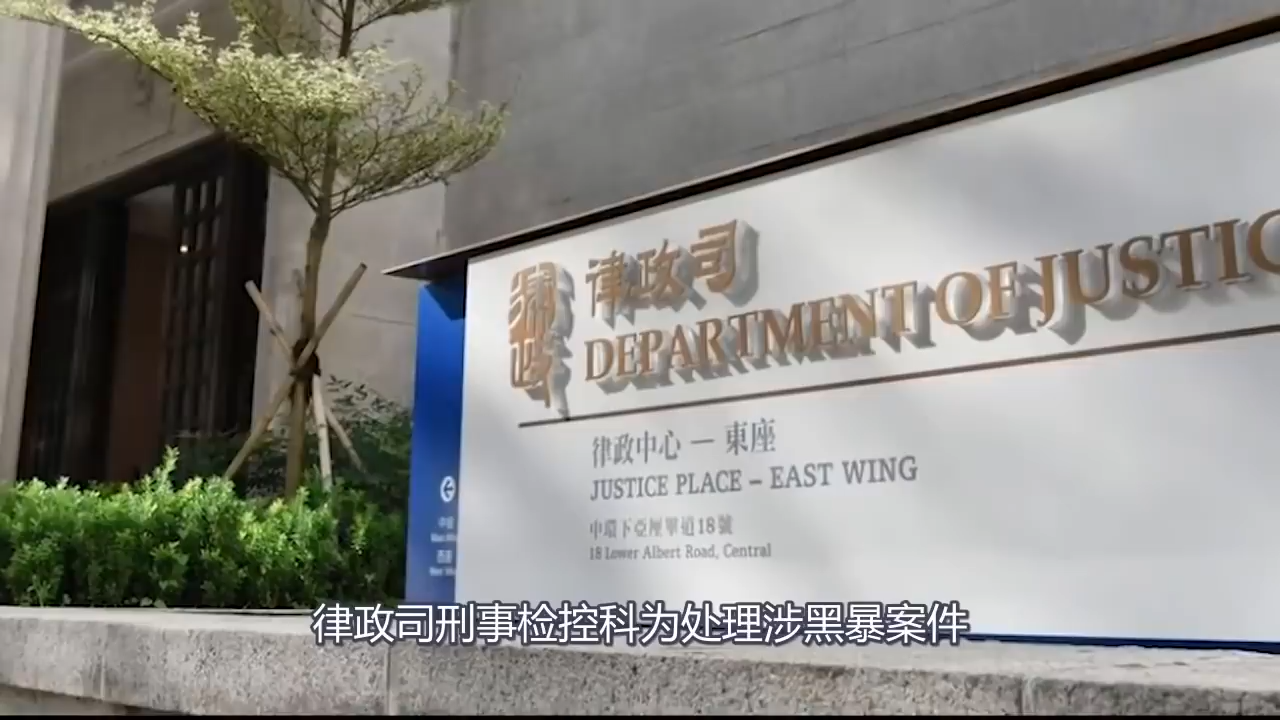 律政司
DEPARTMENT OF JUSTIC
律政中心 — 東座
JUSTICE PLACE – EAST WING
中環下亞厘畢道18號
18 Lower Albert Road, Central
律政司刑事检控科为处理涉黑暴案件